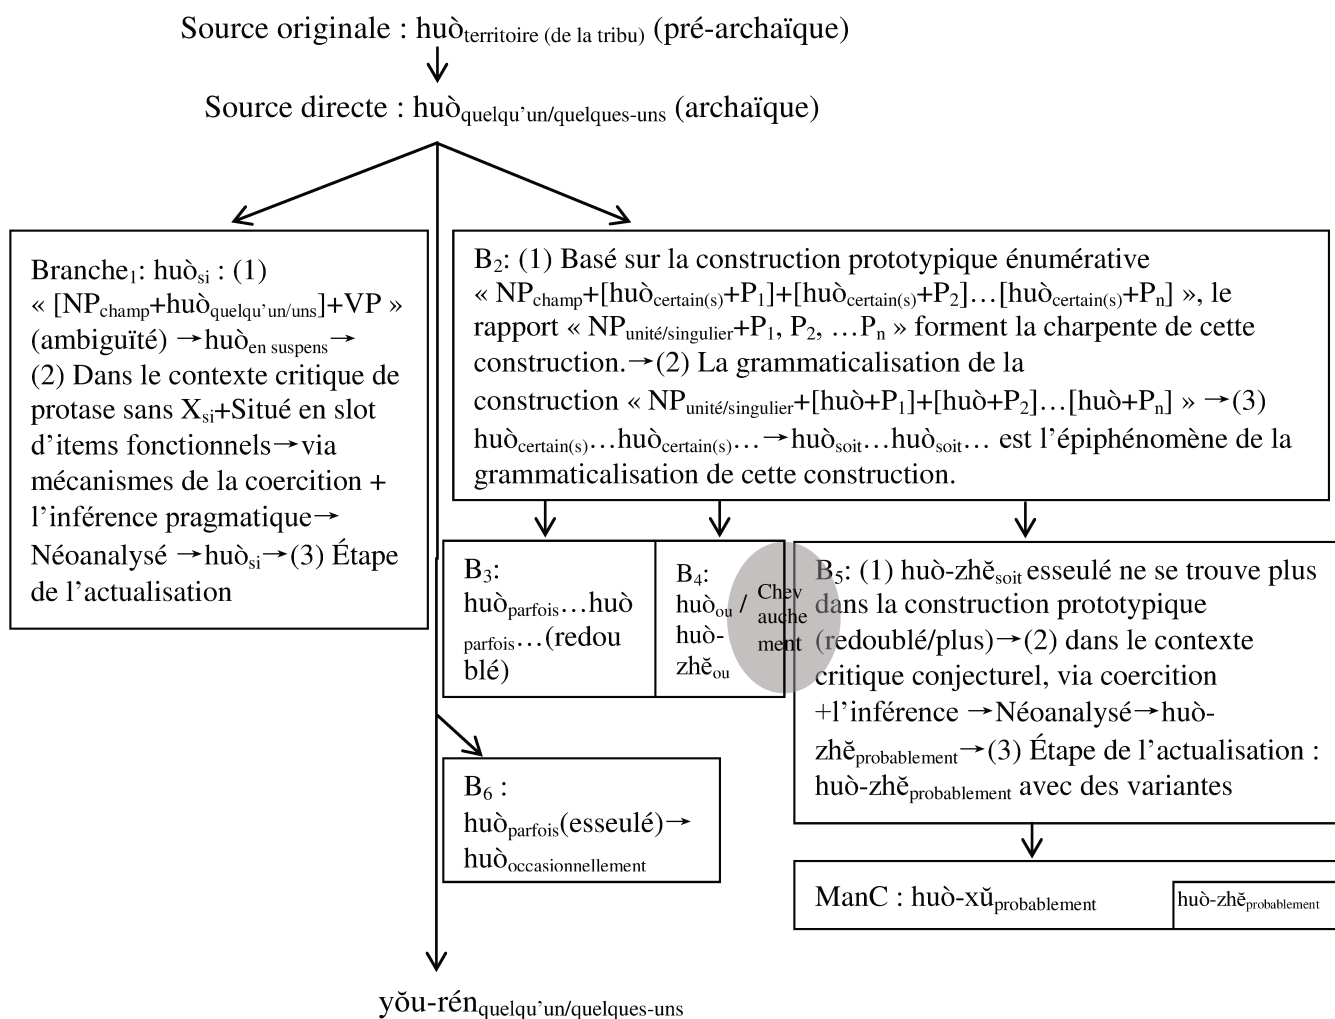 Source originale : huòterritoire (de la tribu) (pré-archaïque)
Source directe : huòquelqu’un/quelques-uns (archaïque)
Branche1: huòsi : (1)
« [NPchamp+huòquelqu’un/uns]+VP »
(ambiguïté) →huòen suspens→
(2) Dans le contexte critique de
protase sans Xsi+Situé en slot
d’items fonctionnels→via
mécanismes de la coercition +
l’inférence pragmatique→
Néoanalysé →huòsi→(3) Étape
de l’actualisation
B2: (1) Basé sur la construction prototypique énumérative
« NPchamp+[huòcertain(s)+P1]+[huòcertain(s)+P2]…[huòcertain(s)+Pn] », le
rapport « NPunité/singulier+P1, P2, …Pn » forment la charpente de cette
construction.→(2) La grammaticalisation de la
construction « NPunité/singulier+[huò+P1]+[huò+P2]…[huò+Pn] » →(3)
huòcertain(s)…huòcertain(s)…→huòsoit…huòsoit… est l’épiphénomène de la
grammaticalisation de cette construction.
B3:
huòparfois…huò
parfois…(redou
blé)
B4:
huòou /
huò-
zhĕou
Chev
auche
ment
B5: (1) huò-zhĕsoit esseulé ne se trouve plus
dans la construction prototypique
(redoublé/plus)→(2) dans le contexte
critique conjecturel, via coercition
+l’inférence →Néoanalysé→huò-
zhĕprobablement→(3) Étape de l’actualisation :
huò-zhĕprobablement avec des variantes
B6 :
huòparfois(esseulé)→
huòoccasionnellement
ManC : huò-xŭprobablement
huò-zhĕprobablement
yŏu-rénquelqu’un/quelques-uns